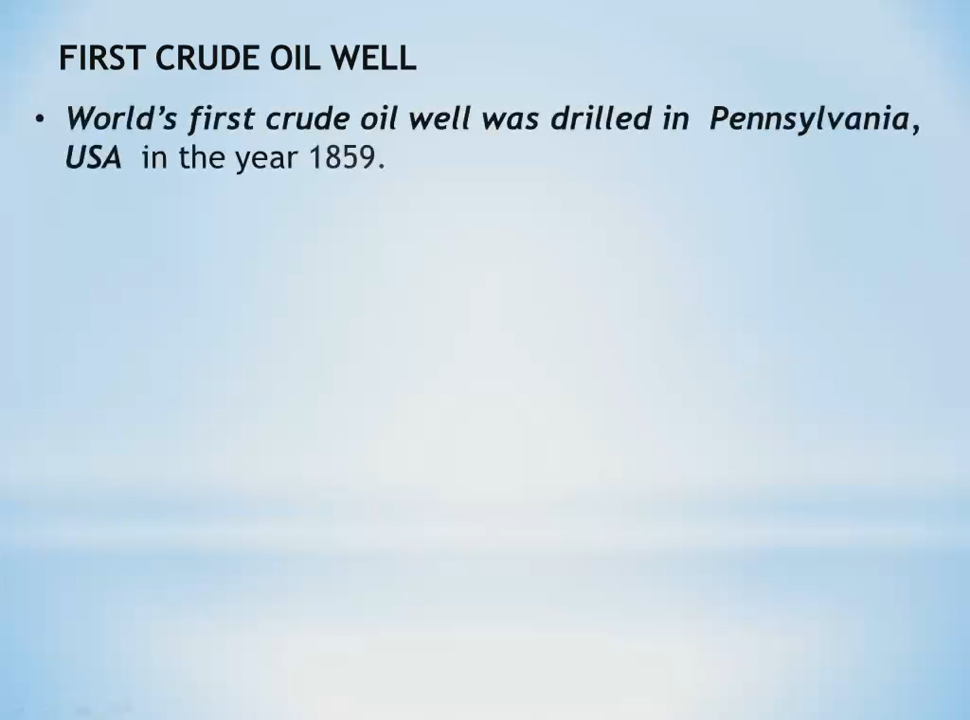 FIRST CRUDE OIL WELL
• World’s first crude oil well was drilled in Pennsylvania,
USA in the year 1859.